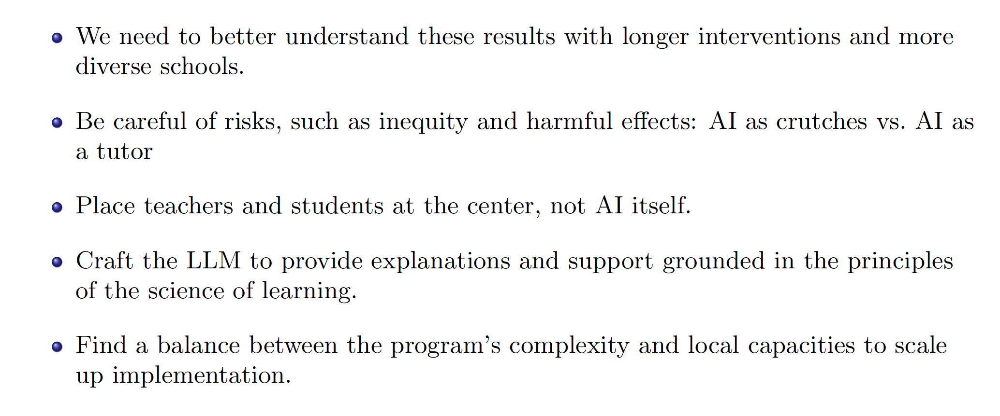 We need to better understand these results with longer interventions and more
diverse schools.
Be careful of risks, such as inequity and harmful effects: AI as crutches vs. AI as
a tutor
Place teachers and students at the center, not AI itself.
Craft the LLM to provide explanations and support grounded in the principles
of the science of learning.
Find a balance between the program’s complexity and local capacities to scale
up implementation.